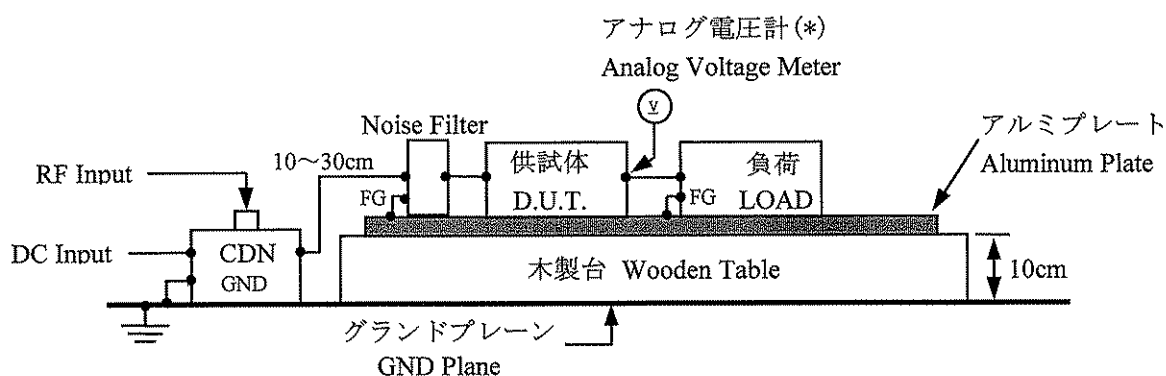 アナログ電圧計(*)
Analog Voltage Meter
V
Noise Filter
アルミプレート
Aluminum Plate
10～30cm
供試体
D.U.T.
負荷
LOAD
RF Input
FG
FG
DC Input
CDN
GND
木製台 Wooden Table
10cm
グランドプレーン
GND Plane